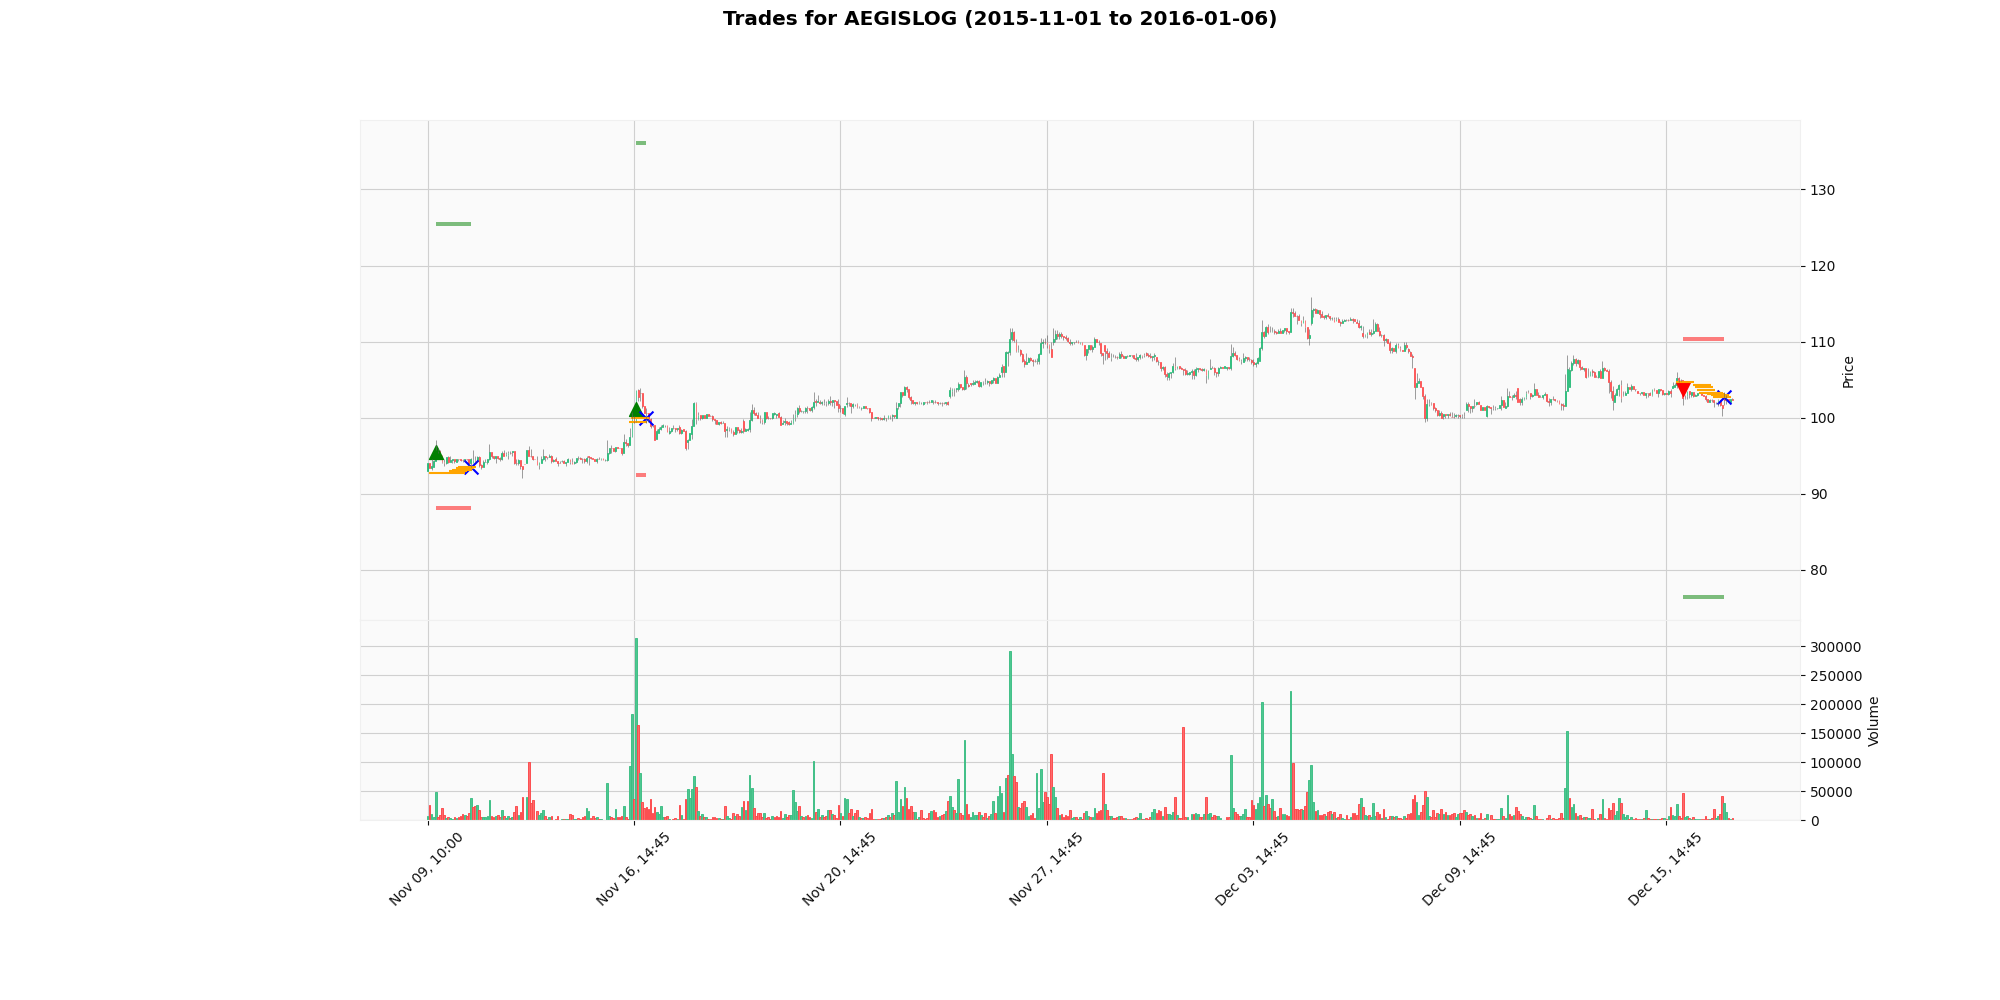 Trades for AEGISLOG (2015-11-01 to 2016-01-06)
130
120
110
100
90
80
Price
300000
250000
200000
150000
100000
50000
0
Volume
Nov 09, 10:00
Nov 16, 14:45
Nov 20, 14:45
Nov 27, 14:45
Dec 03, 14:45
Dec 09, 14:45
Dec 15, 14:45